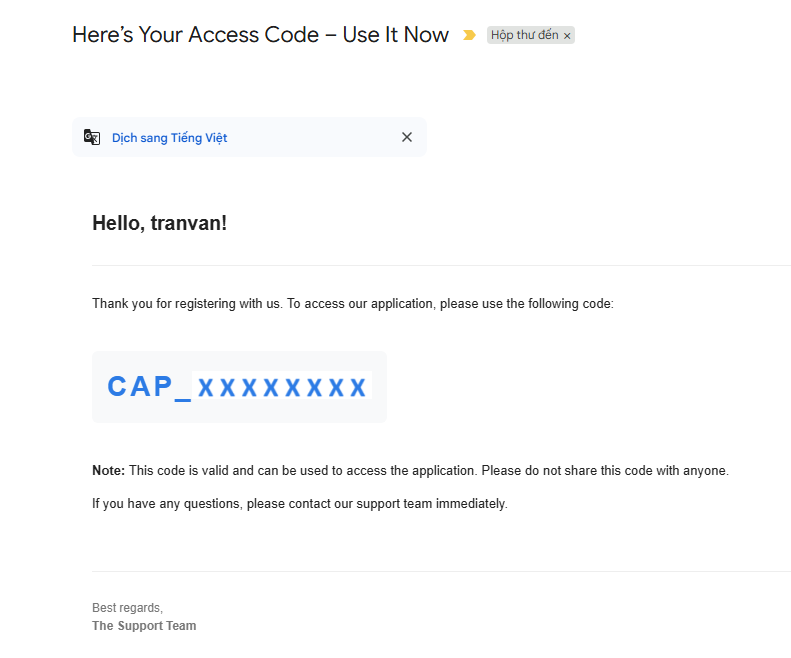 Here's Your Access Code – Use It Now
Hộp thư đến ×
Dịch sang Tiếng Việt
Hello, tranvan!
Thank you for registering with us. To access our application, please use the following code:
CAP_XXXXXXXX
Note: This code is valid and can be used to access the application. Please do not share this code with anyone.
If you have any questions, please contact our support team immediately.
Best regards,
The Support Team